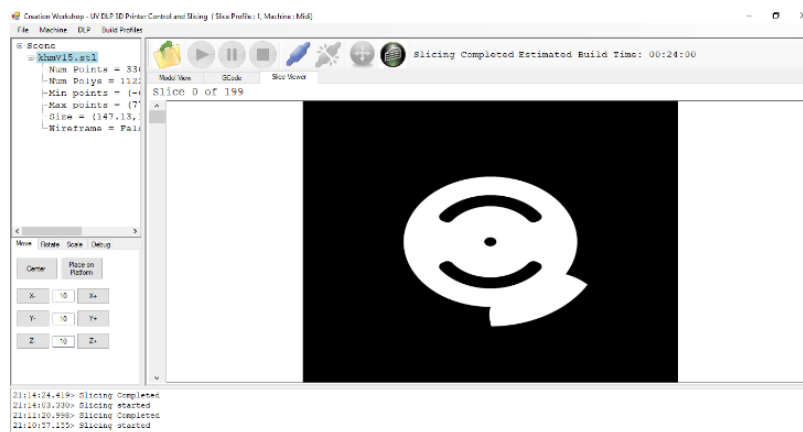 Creation Workshop - UV DLP 3D Printer Control and Slicing ( Slice Profile : 1, Machine : Midi)
File Machine DLP Build Profiles
Scene
khmv15.stl
Num Points = 33
Num Polys = 112
Min points = (-
Max points = (7
Size = (147.13,
Wireframe = Fal
Slicing Completed Estimated Build Time: 00:24:00
Model View GCode Slice Viewer
Slice 0 of 199
Move Rotate Scale Debug
Center Place on Platform
X- 10 X+
Y- 10 Y+
Z- 10 Z+
21:14:24.419> Slicing Completed
21:14:03.330> Slicing started
21:11:20.998> Slicing Completed
21:10:57.155> Slicing started